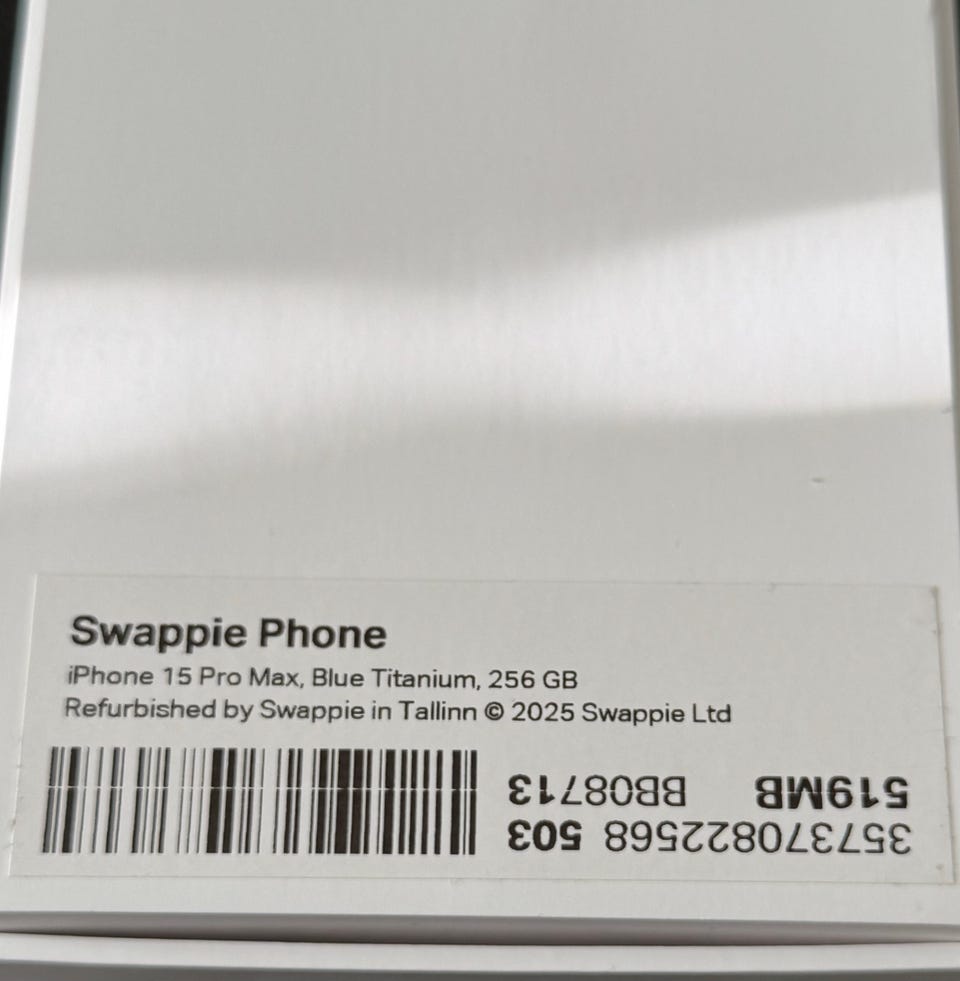 Swappie Phone
iPhone 15 Pro Max, Blue Titanium, 256 GB
Refurbished by Swappie in Tallinn © 2025 Swappie Ltd
357370822568 503
519MB BB08713